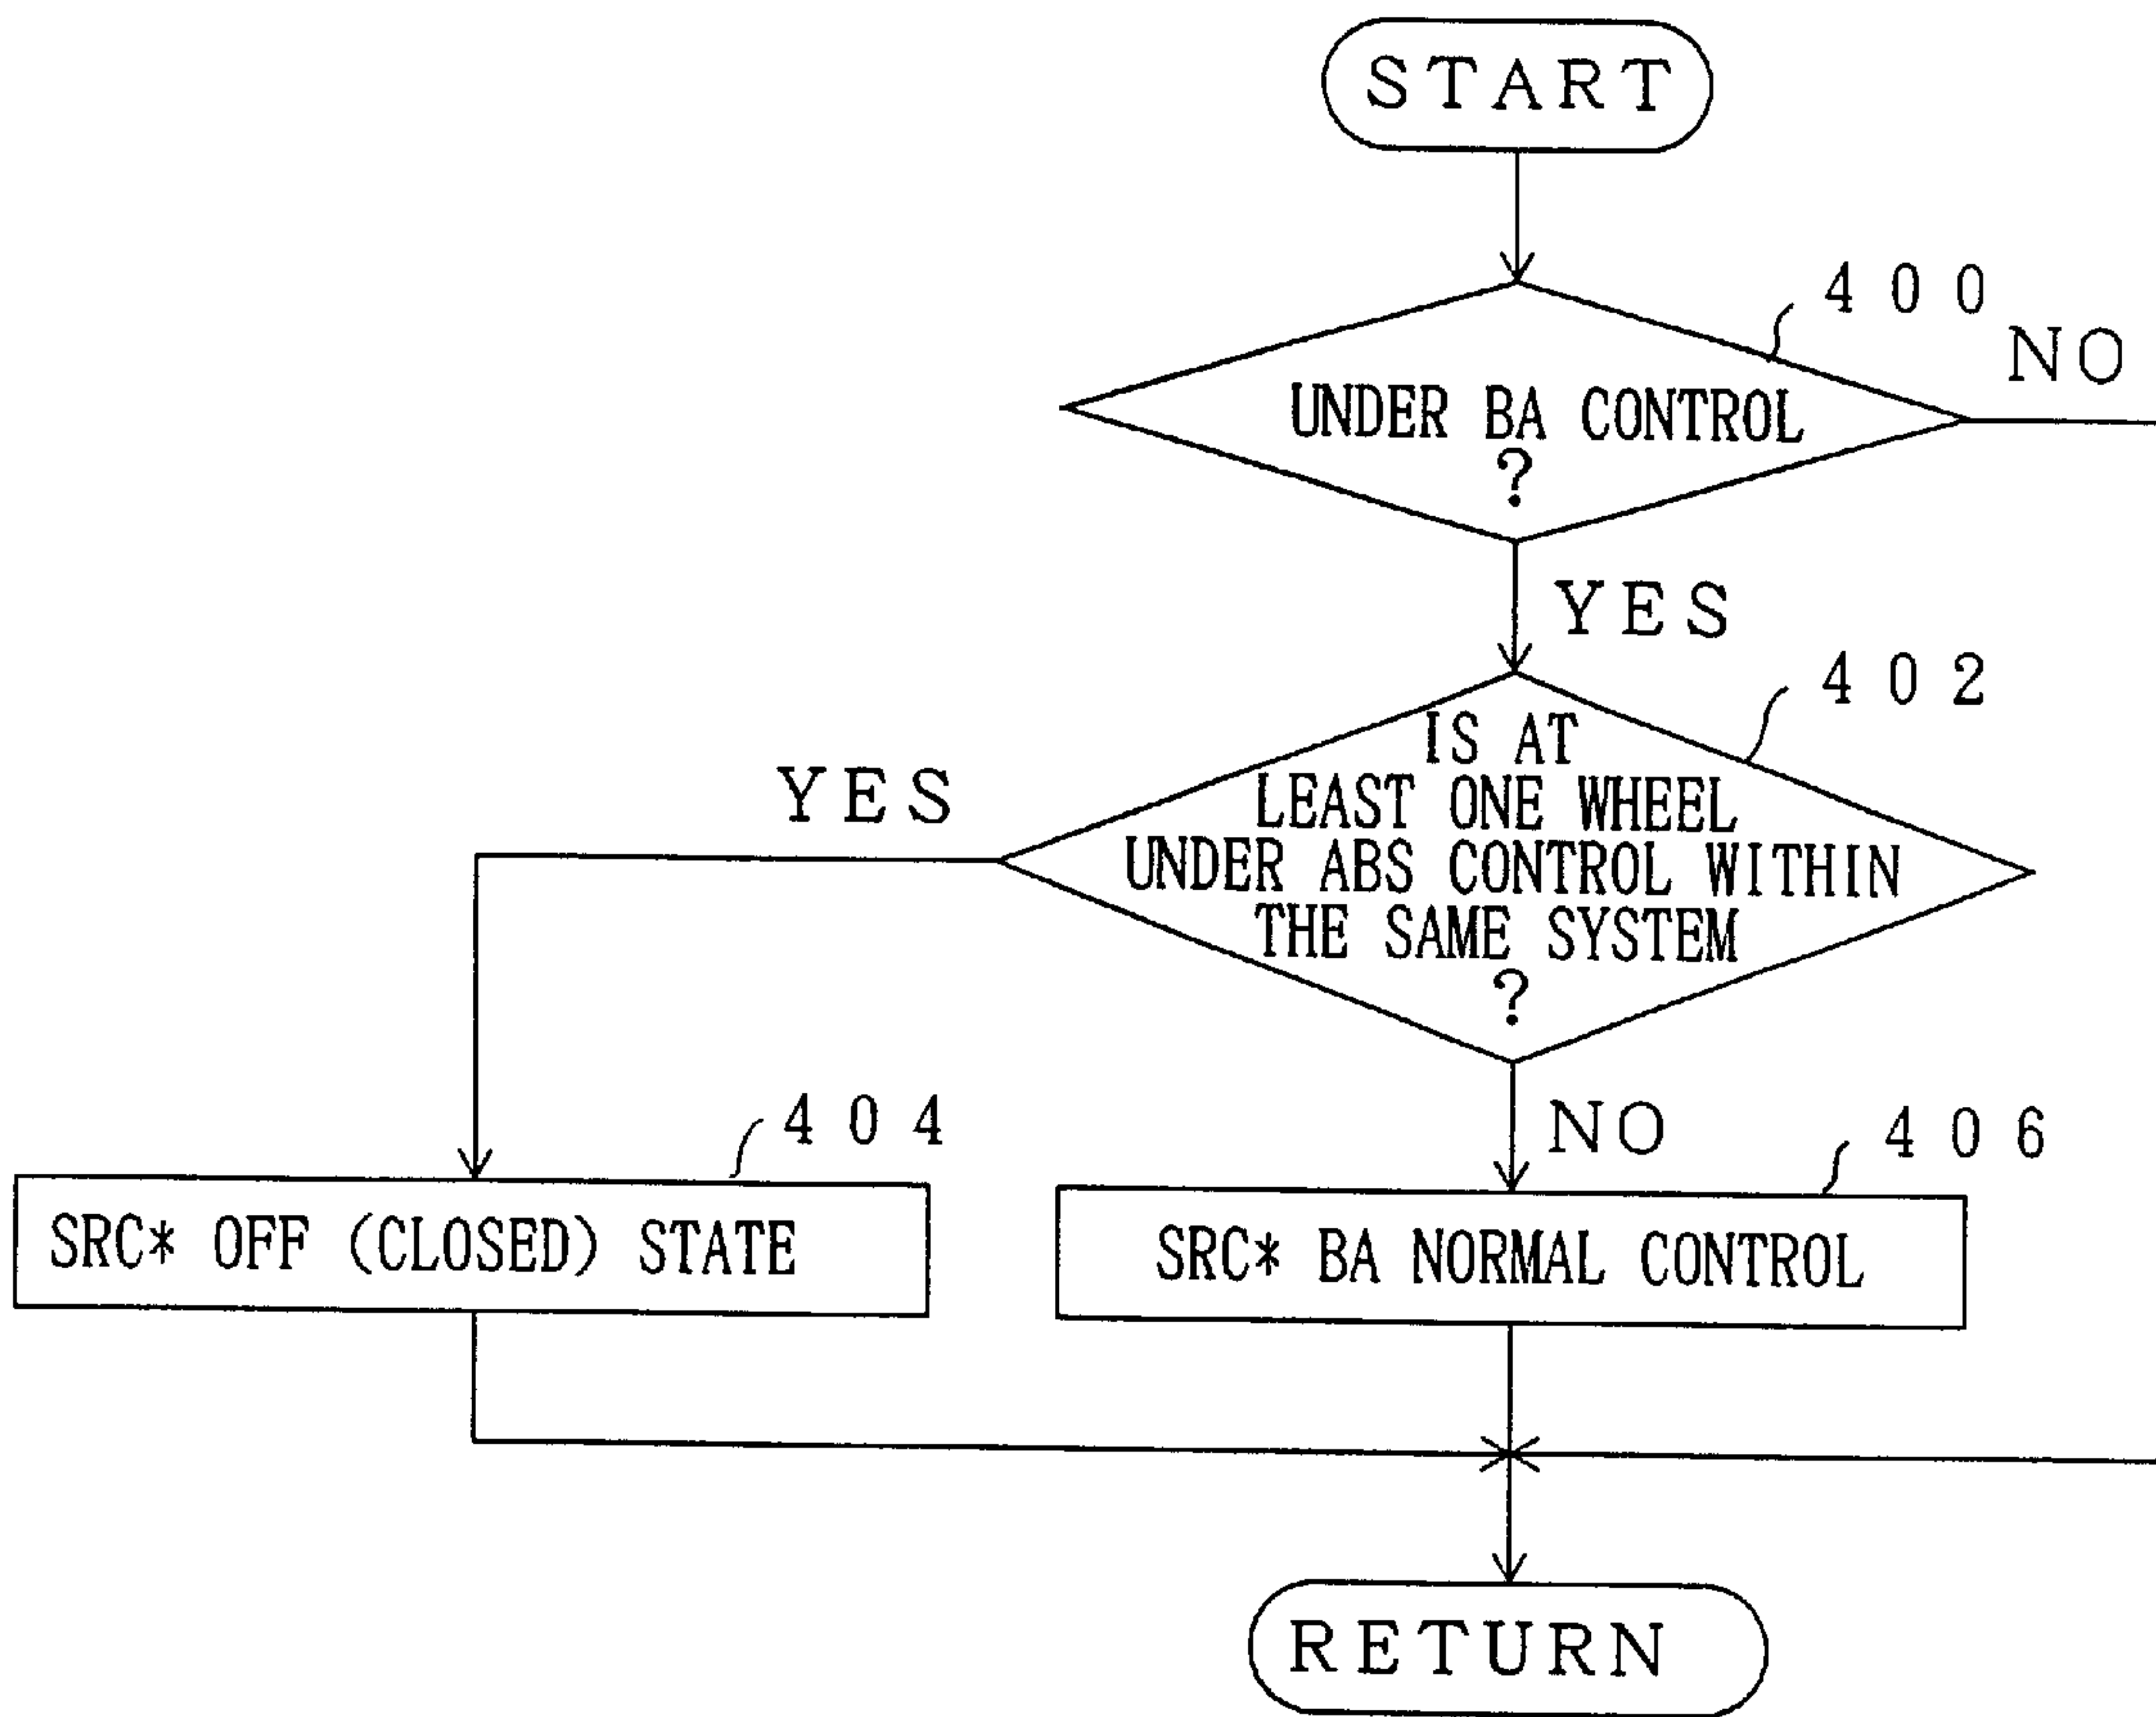 START
400
NO
UNDER BA CONTROL
?
YES
402
IS AT
LEAST ONE WHEEL
UNDER ABS CONTROL WITHIN
THE SAME SYSTEM
?
YES
404
NO
406
SRC* OFF (CLOSED) STATE
SRC* BA NORMAL CONTROL
RETURN